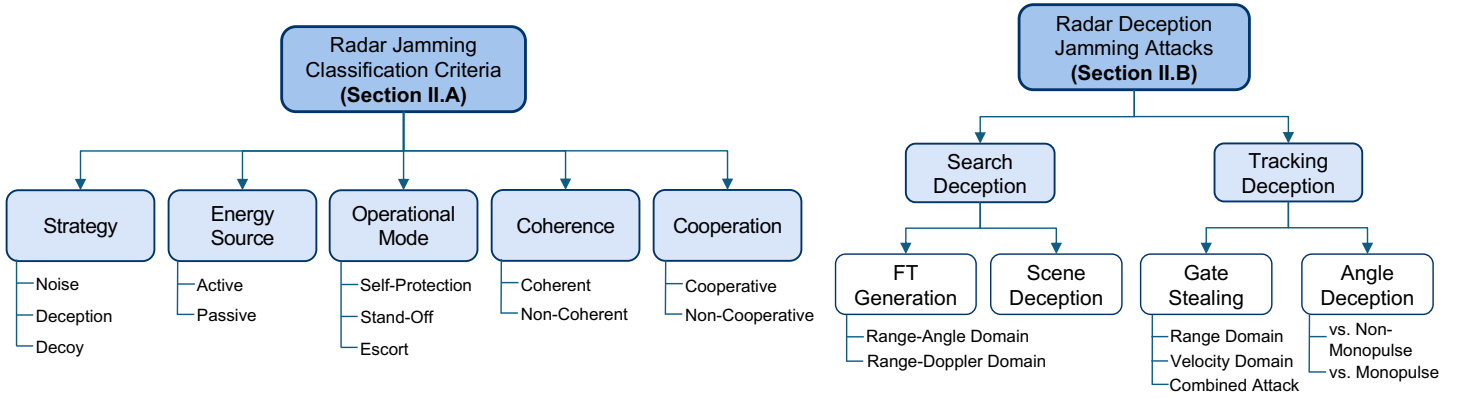 Radar Jamming
Classification Criteria
(Section II.A)
Strategy
Noise
Deception
Decoy
Energy
Source
Active
Passive
Operational
Mode
Self-Protection
Stand-Off
Escort
Coherence
Coherent
Non-Coherent
Cooperation
Cooperative
Non-Cooperative
Radar Deception
Jamming Attacks
(Section II.B)
Search
Deception
FT
Generation
Range-Angle Domain
Range-Doppler Domain
Scene
Deception
Tracking
Deception
Gate
Stealing
Range Domain
Velocity Domain
Combined Attack
Angle
Deception
vs. Non-
Monopulse
vs. Monopulse